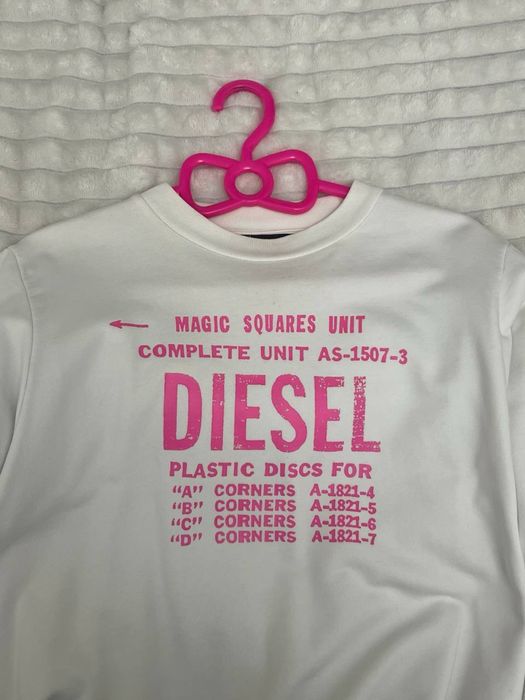 MAGIC SQUARES UNIT
COMPLETE UNIT AS-1507-3
DIESEL
PLASTIC DISCS FOR
"A" CORNERS A-1821-4
"B" CORNERS A-1821-5
"C" CORNERS A-1821-6
"D" CORNERS A-1821-7